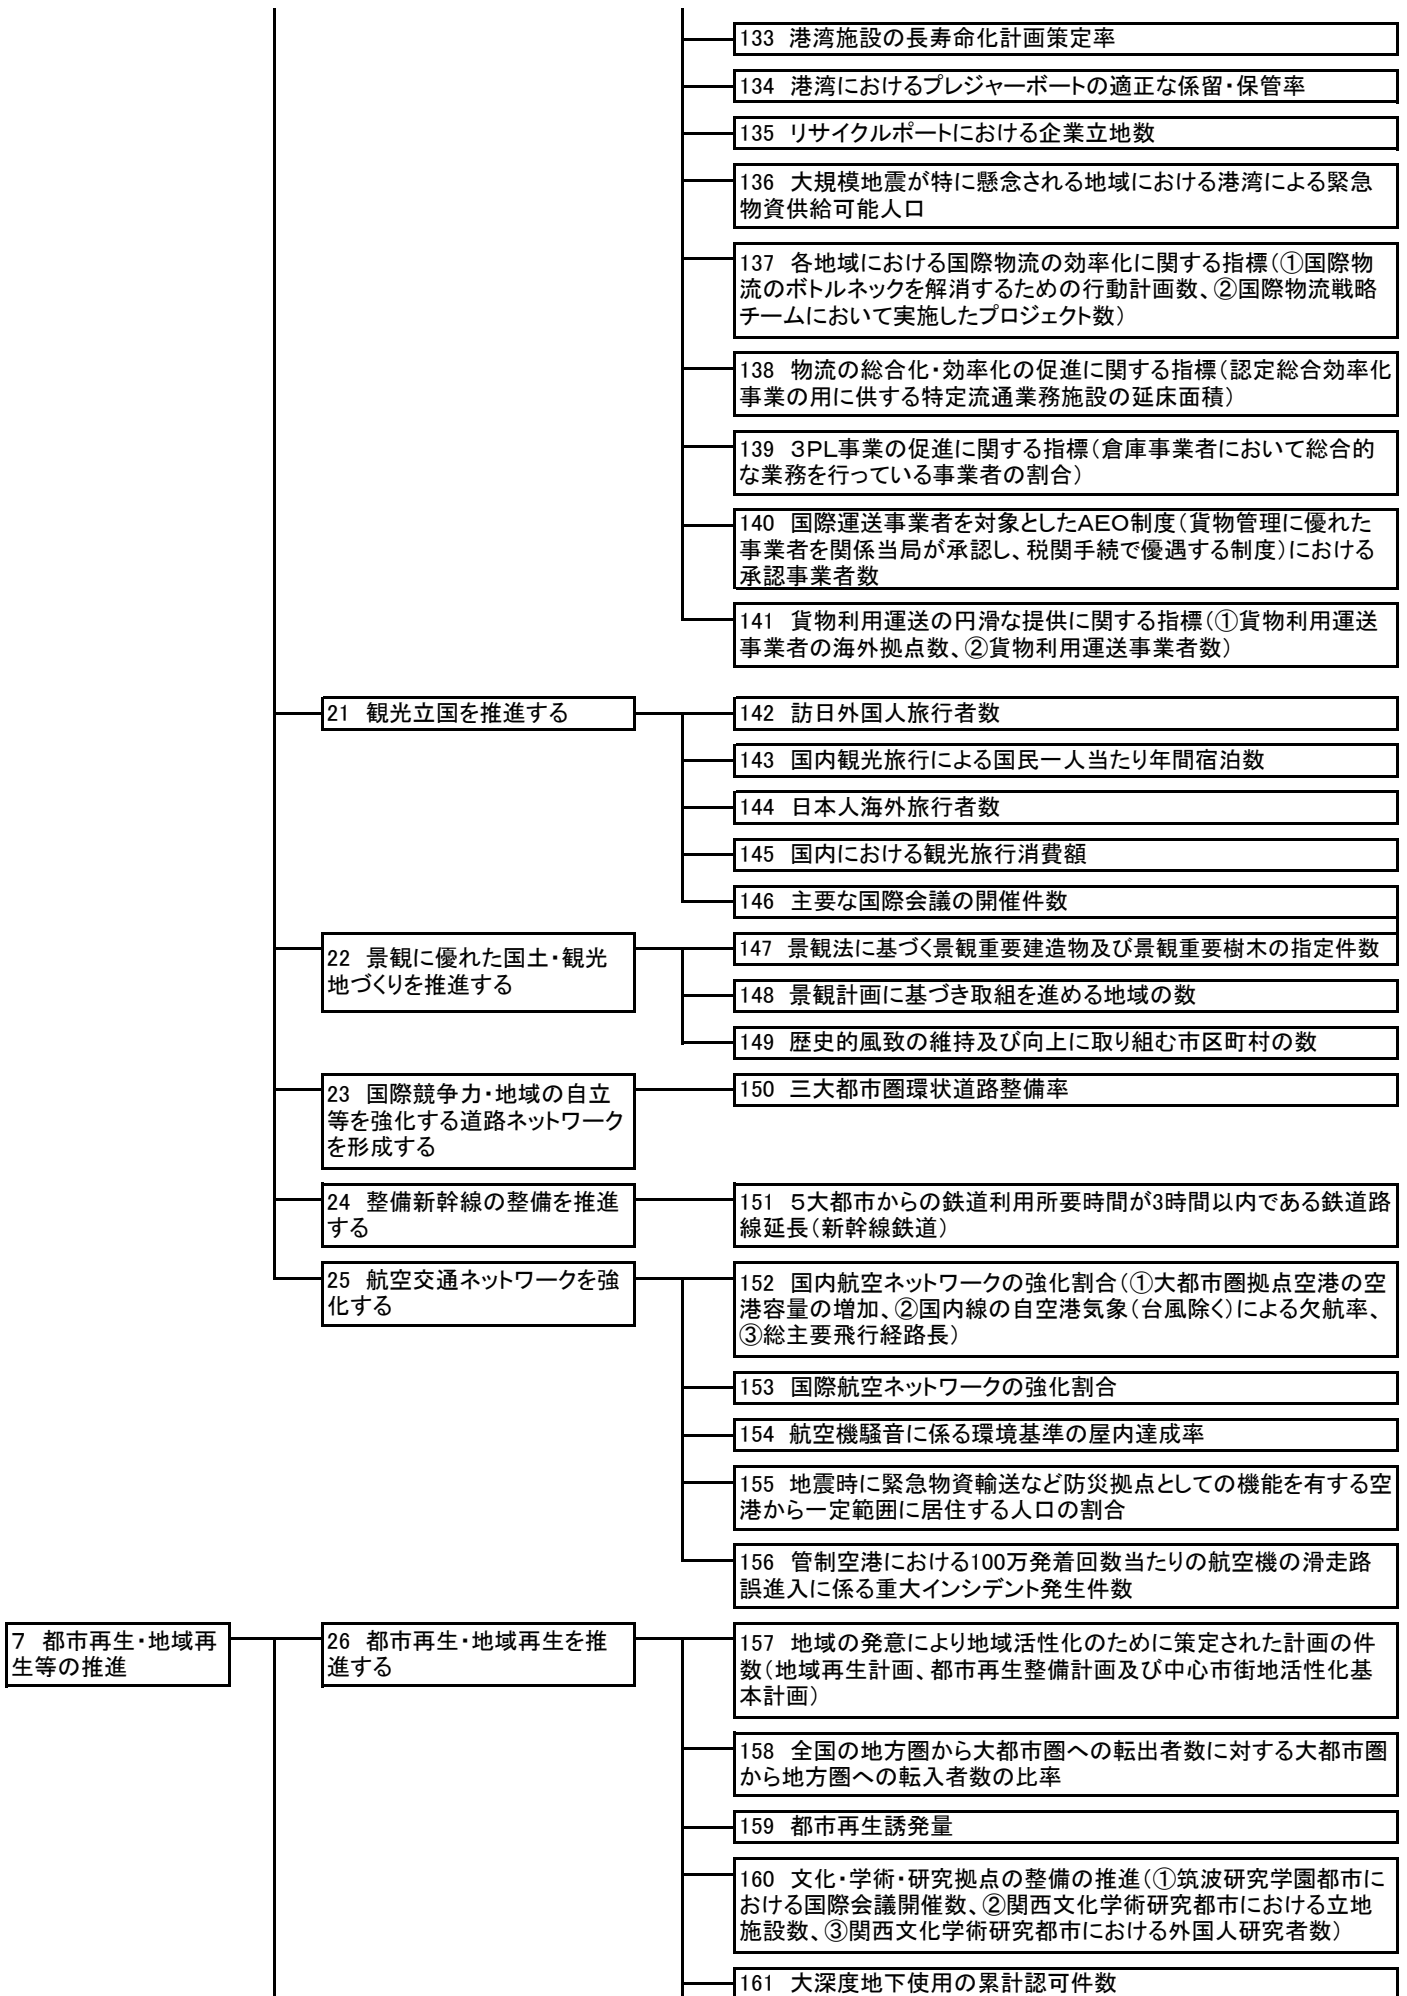 133 港湾施設の長寿命化計画策定率
134 港湾におけるプレジャーボートの適正な係留・保管率
135 リサイクルポートにおける企業立地数
136 大規模地震が特に懸念される地域における港湾による緊急
物資供給可能人口
137 各地域における国際物流の効率化に関する指標(①国際物
流のボトルネックを解消するための行動計画数、②国際物流戦略
チームにおいて実施したプロジェクト数)
138 物流の総合化・効率化の促進に関する指標(認定総合効率化
事業の用に供する特定流通業務施設の延床面積)
139 3PL事業の促進に関する指標(倉庫事業者において総合的
な業務を行っている事業者の割合)
140 国際運送事業者を対象としたAEO制度(貨物管理に優れた
事業者を関係当局が承認し、税関手続で優遇する制度)における
承認事業者数
141 貨物利用運送の円滑な提供に関する指標(①貨物利用運送
事業者の海外拠点数、②貨物利用運送事業者数)
21 観光立国を推進する
142 訪日外国人旅行者数
143 国内観光旅行による国民一人当たり年間宿泊数
144 日本人海外旅行者数
145 国内における観光旅行消費額
146 主要な国際会議の開催件数
22 景観に優れた国土・観光
地づくりを推進する
147 景観法に基づく景観重要建造物及び景観重要樹木の指定件数
148 景観計画に基づき取組を進める地域の数
149 歴史的風致の維持及び向上に取り組む市区町村の数
23 国際競争力・地域の自立
等を強化する道路ネットワーク
を形成する
150 三大都市圏環状道路整備率
24 整備新幹線の整備を推進
する
151 5大都市からの鉄道利用所要時間が3時間以内である鉄道路
線延長(新幹線鉄道)
25 航空交通ネットワークを強
化する
152 国内航空ネットワークの強化割合(①大都市圏拠点空港の空
港容量の増加、②国内線の自空港気象(台風除く)による欠航率、
③総主要飛行経路長)
153 国際航空ネットワークの強化割合
154 航空機騒音に係る環境基準の屋内達成率
155 地震時に緊急物資輸送など防災拠点としての機能を有する空
港から一定範囲に居住する人口の割合
156 管制空港における100万発着回数当たりの航空機の滑走路
誤進入に係る重大インシデント発生件数
7 都市再生・地域再
生等の推進
26 都市再生・地域再生を推
進する
157 地域の発意により地域活性化のために策定された計画の件
数(地域再生計画、都市再生整備計画及び中心市街地活性化基
本計画)
158 全国の地方圏から大都市圏への転出者数に対する大都市圏
から地方圏への転入者数の比率
159 都市再生誘発量
160 文化・学術・研究拠点の整備の推進(①筑波研究学園都市に
おける国際会議開催数、②関西文化学術研究都市における立地
施設数、③関西文化学術研究都市における外国人研究者数)
161 大深度地下使用の累計認可件数